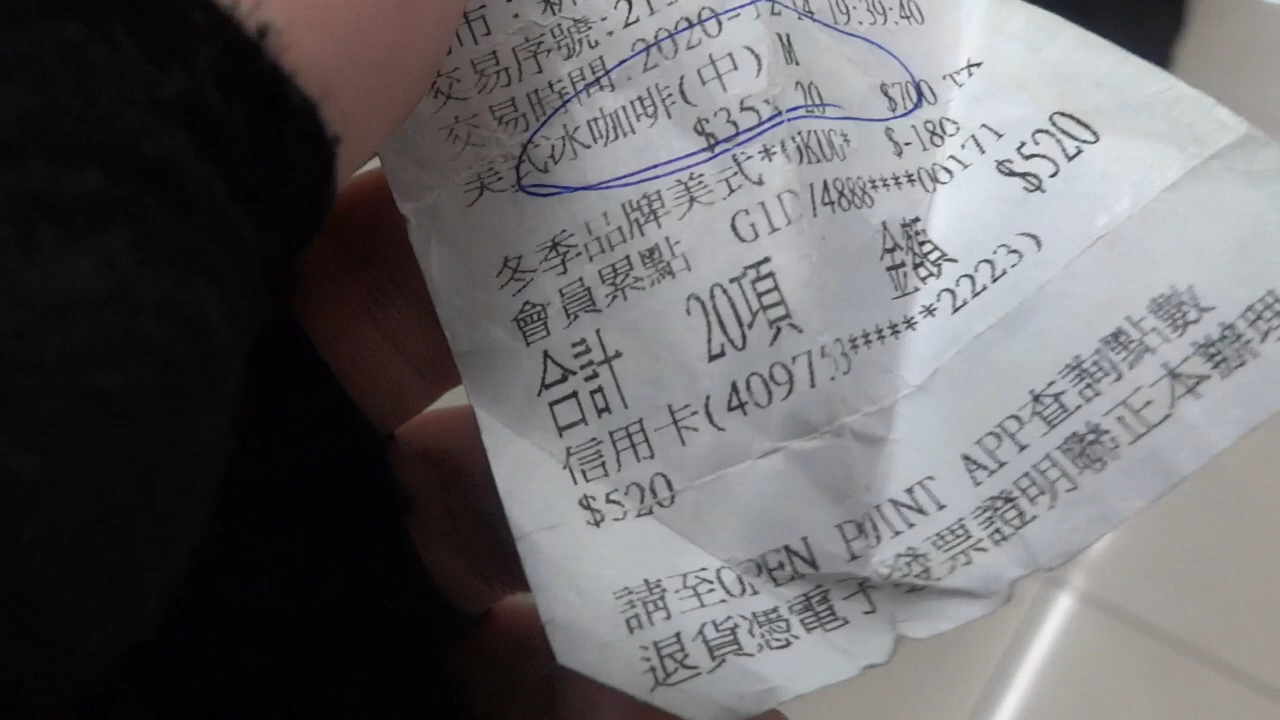 市：新
交易序號:21
交易時間:2020-12-14 19:39:40
美式冰咖啡(中) M
$35* 20 $700 TX
冬季品牌美式* $-180
會員累點 GID/4888****00171
合計 20項 金額 $520
信用卡(409753******2223)
$520
請至OPEN POINT APP查詢點數
退貨憑電子發票證明聯正本辦理